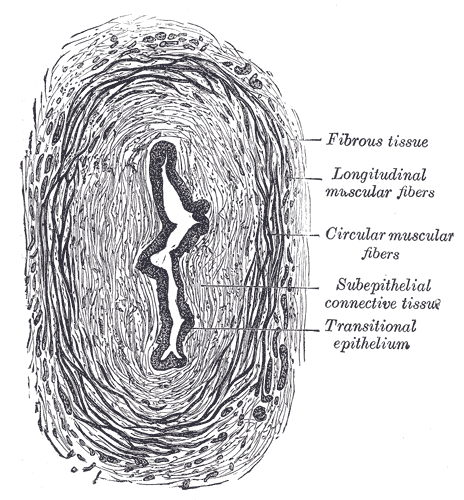 Fibrous tissue
Longitudinal
muscular fibers
Circular muscular
fibers
Subepithelial
connective tissue
Transitional
epithelium